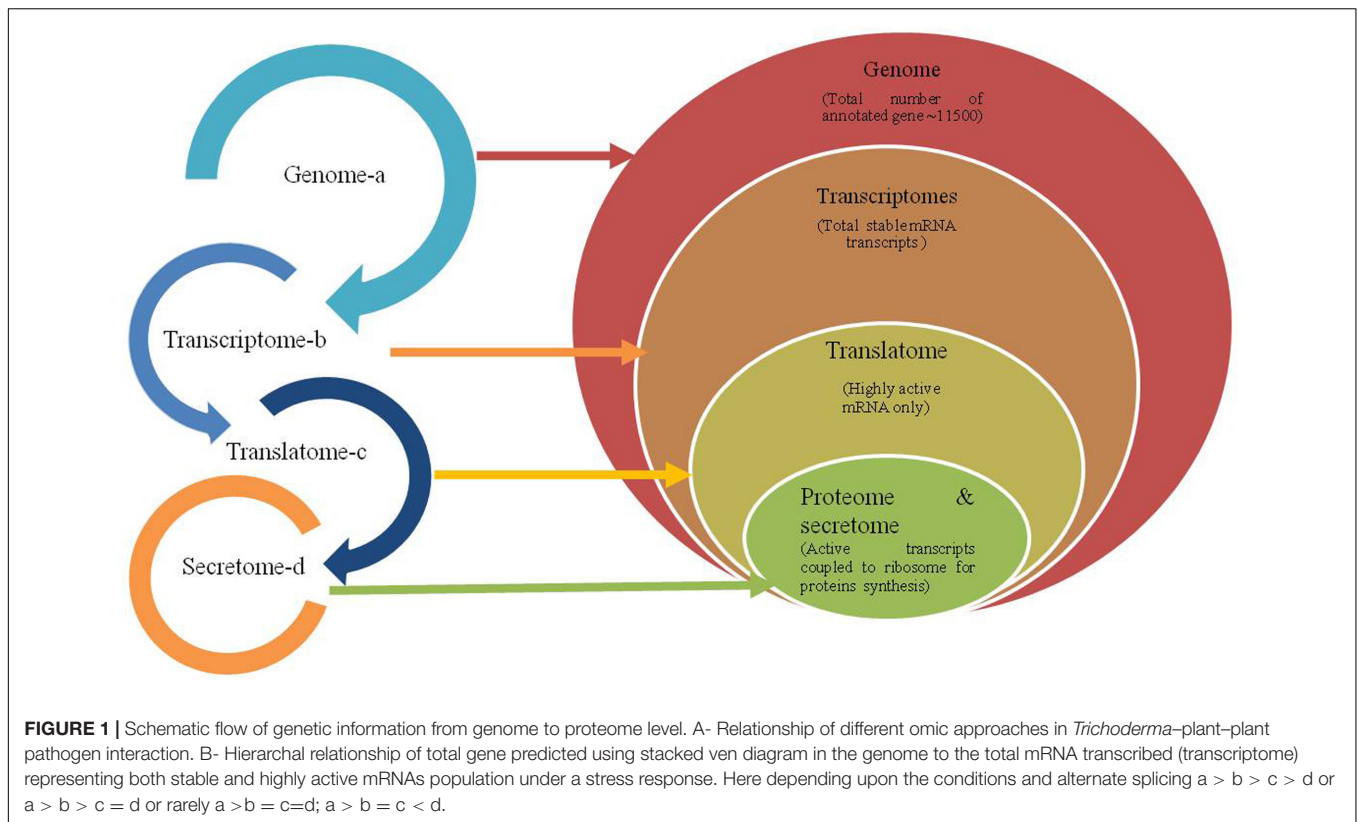 Genome-a
Transcriptome-b
Translatome-c
Secretome-d
Genome
(Total number of
annotated gene ~11500)
Transcriptomes
(Total stablemRNA
transcripts )
Translatome
(Highly active
mRNA only)
Proteome &
secretome
(Active transcripts
coupled to ribosome for
proteins synthesis)
FIGURE 1 | Schematic flow of genetic information from genome to proteome level. A- Relationship of different omic approaches in Trichoderma–plant–plant
pathogen interaction. B- Hierarchal relationship of total gene predicted using stacked ven diagram in the genome to the total mRNA transcribed (transcriptome)
representing both stable and highly active mRNAs population under a stress response. Here depending upon the conditions and alternate splicing a > b > c > d or
a > b > c = d or rarely a >b = c=d; a > b = c < d.